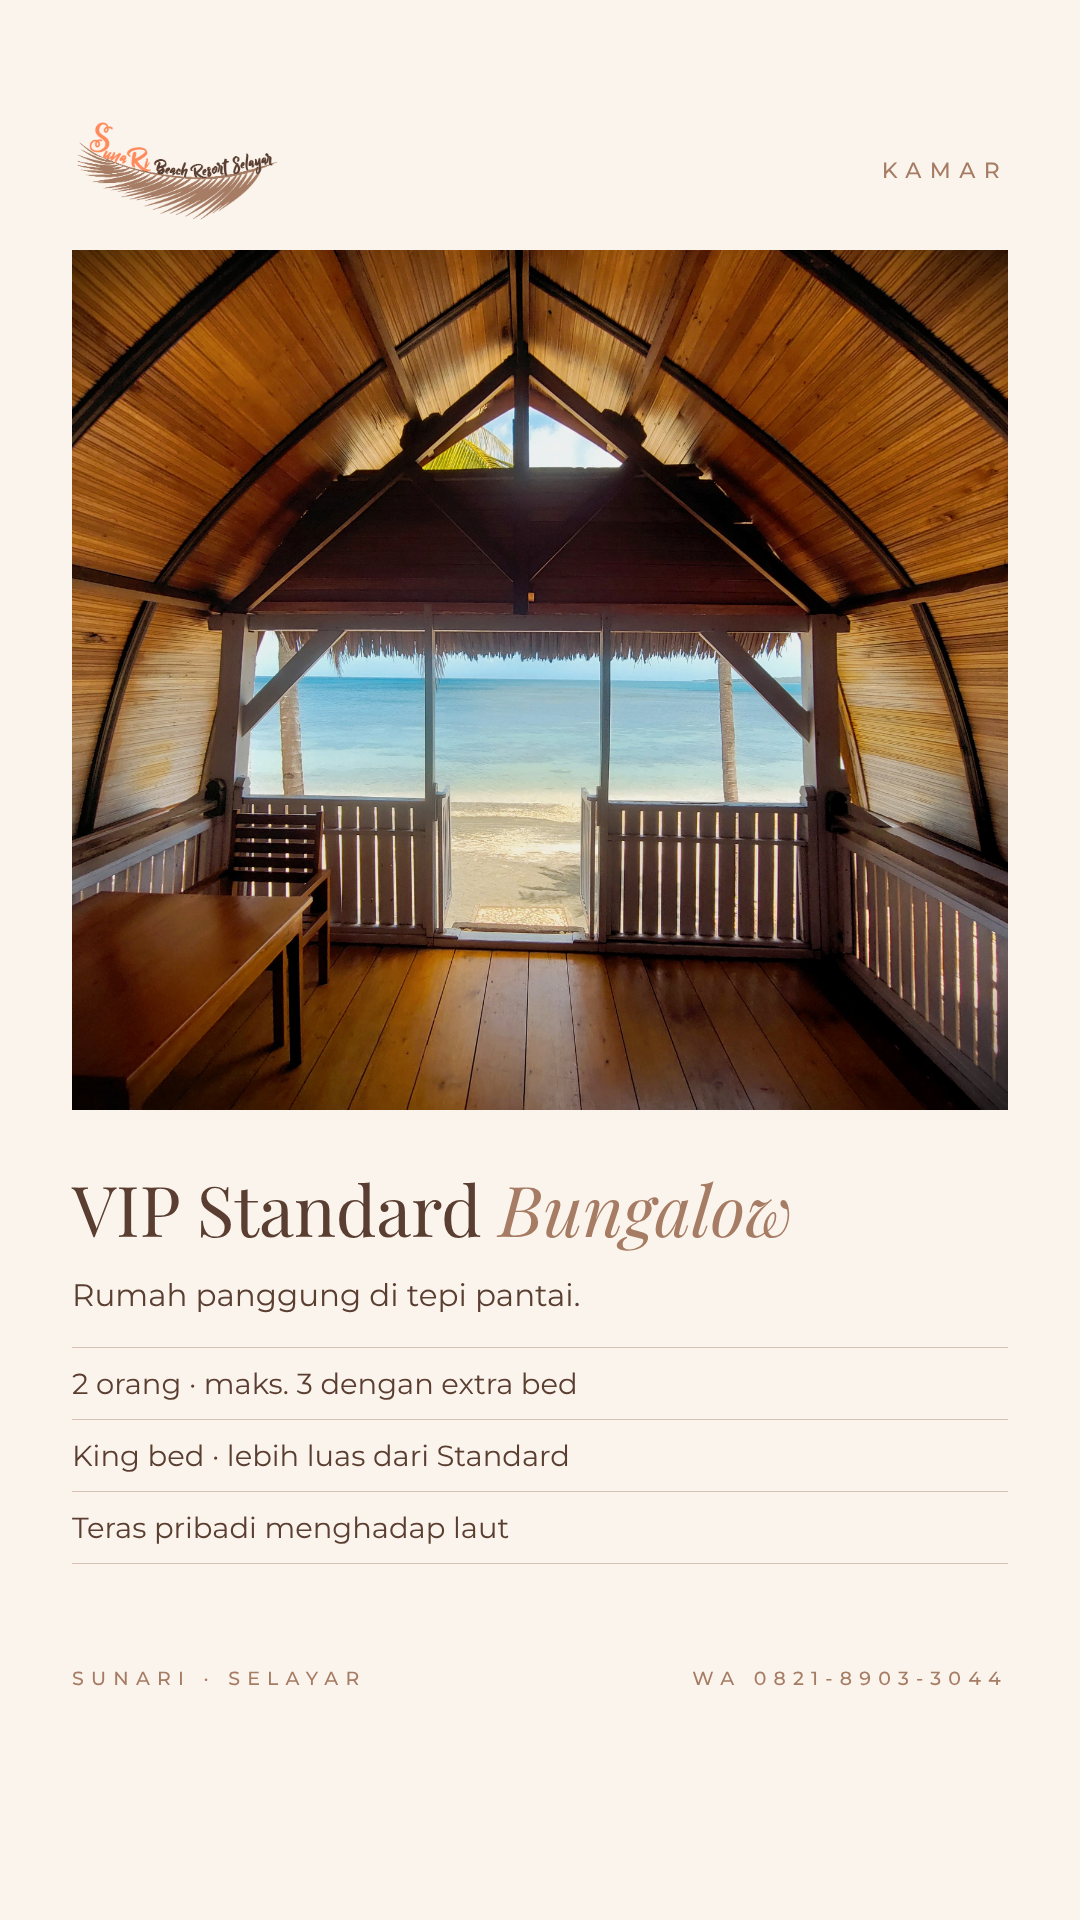 SunaRi Beach Resort Selayar
KAMAR
VIP Standard Bungalow
Rumah panggung di tepi pantai.
2 orang · maks. 3 dengan extra bed
King bed · lebih luas dari Standard
Teras pribadi menghadap laut
SUNARI · SELAYAR
WA 0821-8903-3044